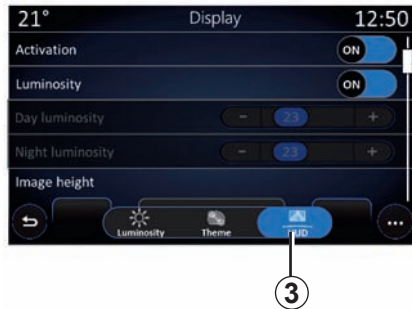 21° Display 12:50
Activation ON
Luminosity ON
Day luminosity - 23 +
Night luminosity - 23 +
Image height
Luminosity Theme HUD
3